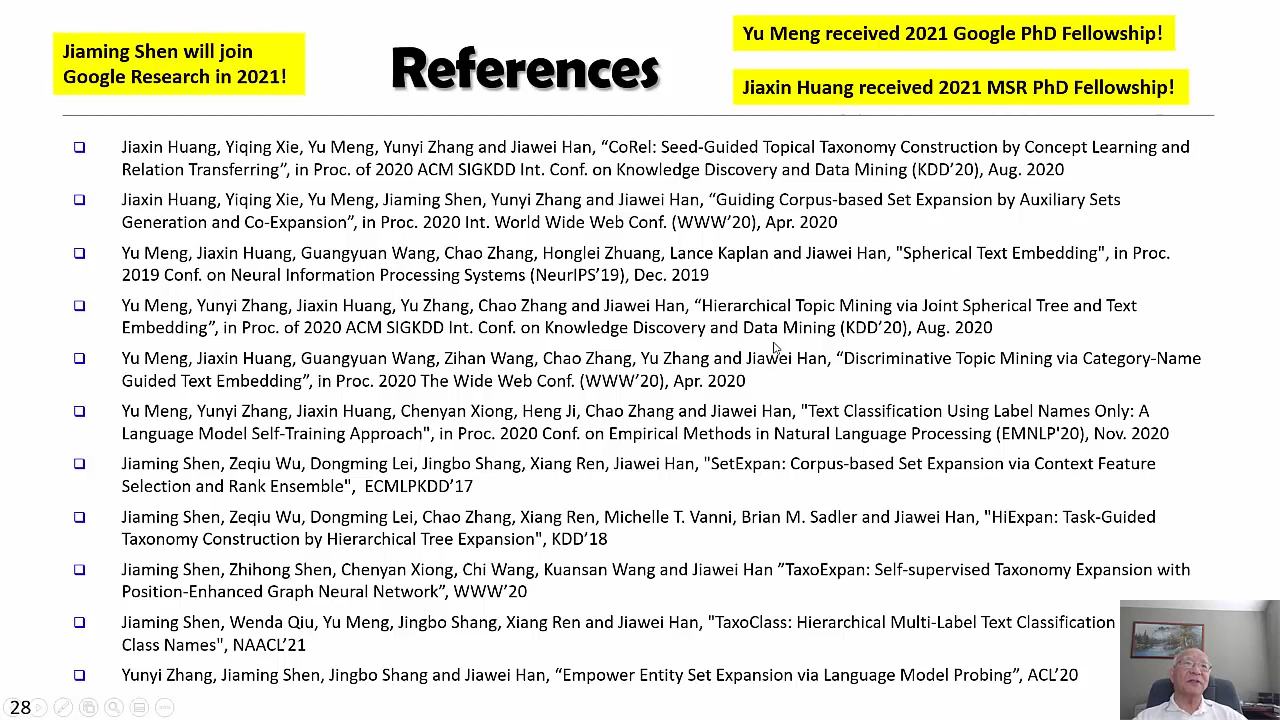 Jiaming Shen will join
Google Research in 2021!
References
Yu Meng received 2021 Google PhD Fellowship!
Jiaxin Huang received 2021 MSR PhD Fellowship!
Jiaxin Huang, Yiqing Xie, Yu Meng, Yunyi Zhang and Jiawei Han, “CoRel: Seed-Guided Topical Taxonomy Construction by Concept Learning and
Relation Transferring”, in Proc. of 2020 ACM SIGKDD Int. Conf. on Knowledge Discovery and Data Mining (KDD’20), Aug. 2020
Jiaxin Huang, Yiqing Xie, Yu Meng, Jiaming Shen, Yunyi Zhang and Jiawei Han, “Guiding Corpus-based Set Expansion by Auxiliary Sets
Generation and Co-Expansion”, in Proc. 2020 Int. World Wide Web Conf. (WWW’20), Apr. 2020
Yu Meng, Jiaxin Huang, Guangyuan Wang, Chao Zhang, Honglei Zhuang, Lance Kaplan and Jiawei Han, "Spherical Text Embedding", in Proc.
2019 Conf. on Neural Information Processing Systems (NeurIPS’19), Dec. 2019
Yu Meng, Yunyi Zhang, Jiaxin Huang, Yu Zhang, Chao Zhang and Jiawei Han, “Hierarchical Topic Mining via Joint Spherical Tree and Text
Embedding”, in Proc. of 2020 ACM SIGKDD Int. Conf. on Knowledge Discovery and Data Mining (KDD’20), Aug. 2020
Yu Meng, Jiaxin Huang, Guangyuan Wang, Zihan Wang, Chao Zhang, Yu Zhang and Jiawei Han, “Discriminative Topic Mining via Category-Name
Guided Text Embedding”, in Proc. 2020 The Wide Web Conf. (WWW’20), Apr. 2020
Yu Meng, Yunyi Zhang, Jiaxin Huang, Chenyan Xiong, Heng Ji, Chao Zhang and Jiawei Han, "Text Classification Using Label Names Only: A
Language Model Self-Training Approach", in Proc. 2020 Conf. on Empirical Methods in Natural Language Processing (EMNLP'20), Nov. 2020
Jiaming Shen, Zeqiu Wu, Dongming Lei, Jingbo Shang, Xiang Ren, Jiawei Han, "SetExpan: Corpus-based Set Expansion via Context Feature
Selection and Rank Ensemble", ECMLPKDD’17
Jiaming Shen, Zeqiu Wu, Dongming Lei, Chao Zhang, Xiang Ren, Michelle T. Vanni, Brian M. Sadler and Jiawei Han, "HiExpan: Task-Guided
Taxonomy Construction by Hierarchical Tree Expansion", KDD’18
Jiaming Shen, Zhihong Shen, Chenyan Xiong, Chi Wang, Kuansan Wang and Jiawei Han ”TaxoExpan: Self-supervised Taxonomy Expansion with
Position-Enhanced Graph Neural Network”, WWW’20
Jiaming Shen, Wenda Qiu, Yu Meng, Jingbo Shang, Xiang Ren and Jiawei Han, "TaxoClass: Hierarchical Multi-Label Text Classification
Class Names", NAACL’21
Yunyi Zhang, Jiaming Shen, Jingbo Shang and Jiawei Han, “Empower Entity Set Expansion via Language Model Probing”, ACL’20
28